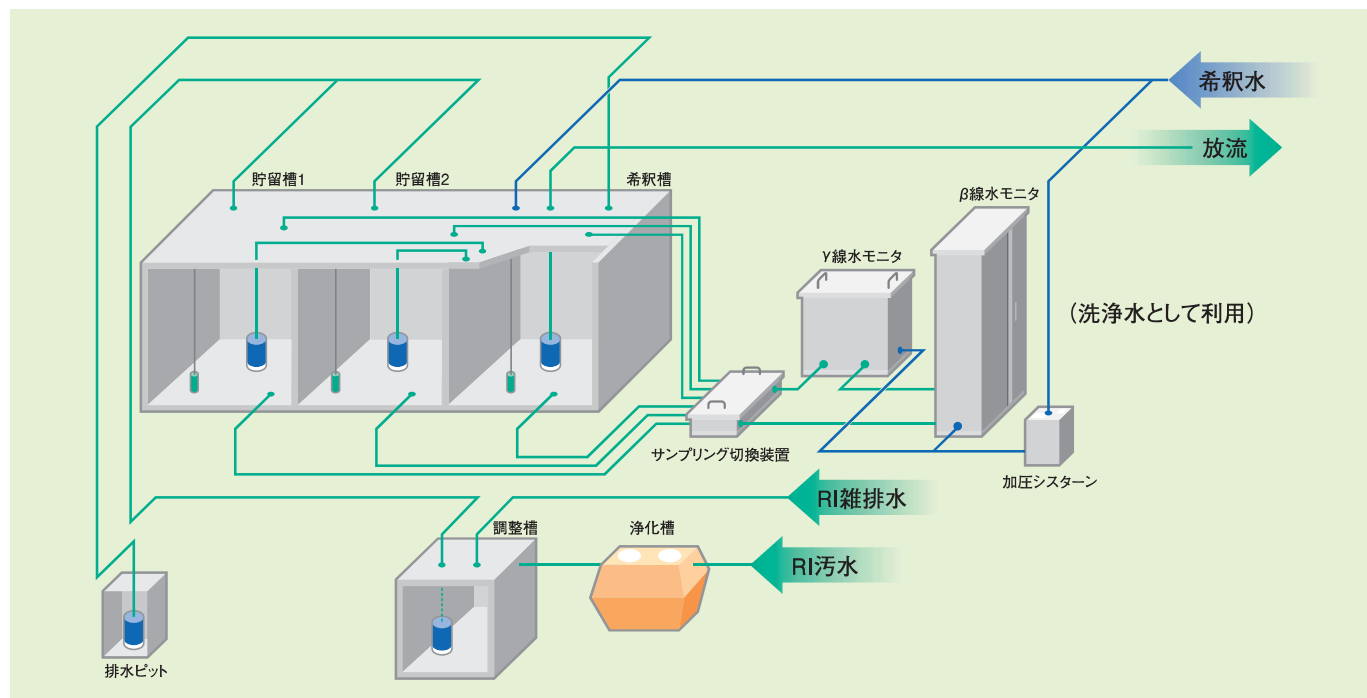 希釈水
放流
貯留槽1
貯留槽2
希釈槽
β線水モニタ
γ線水モニタ
(洗浄水として利用)
サンプリング切換装置
加圧シスターン
RI雑排水
調整槽
浄化槽
RI汚水
排水ピット